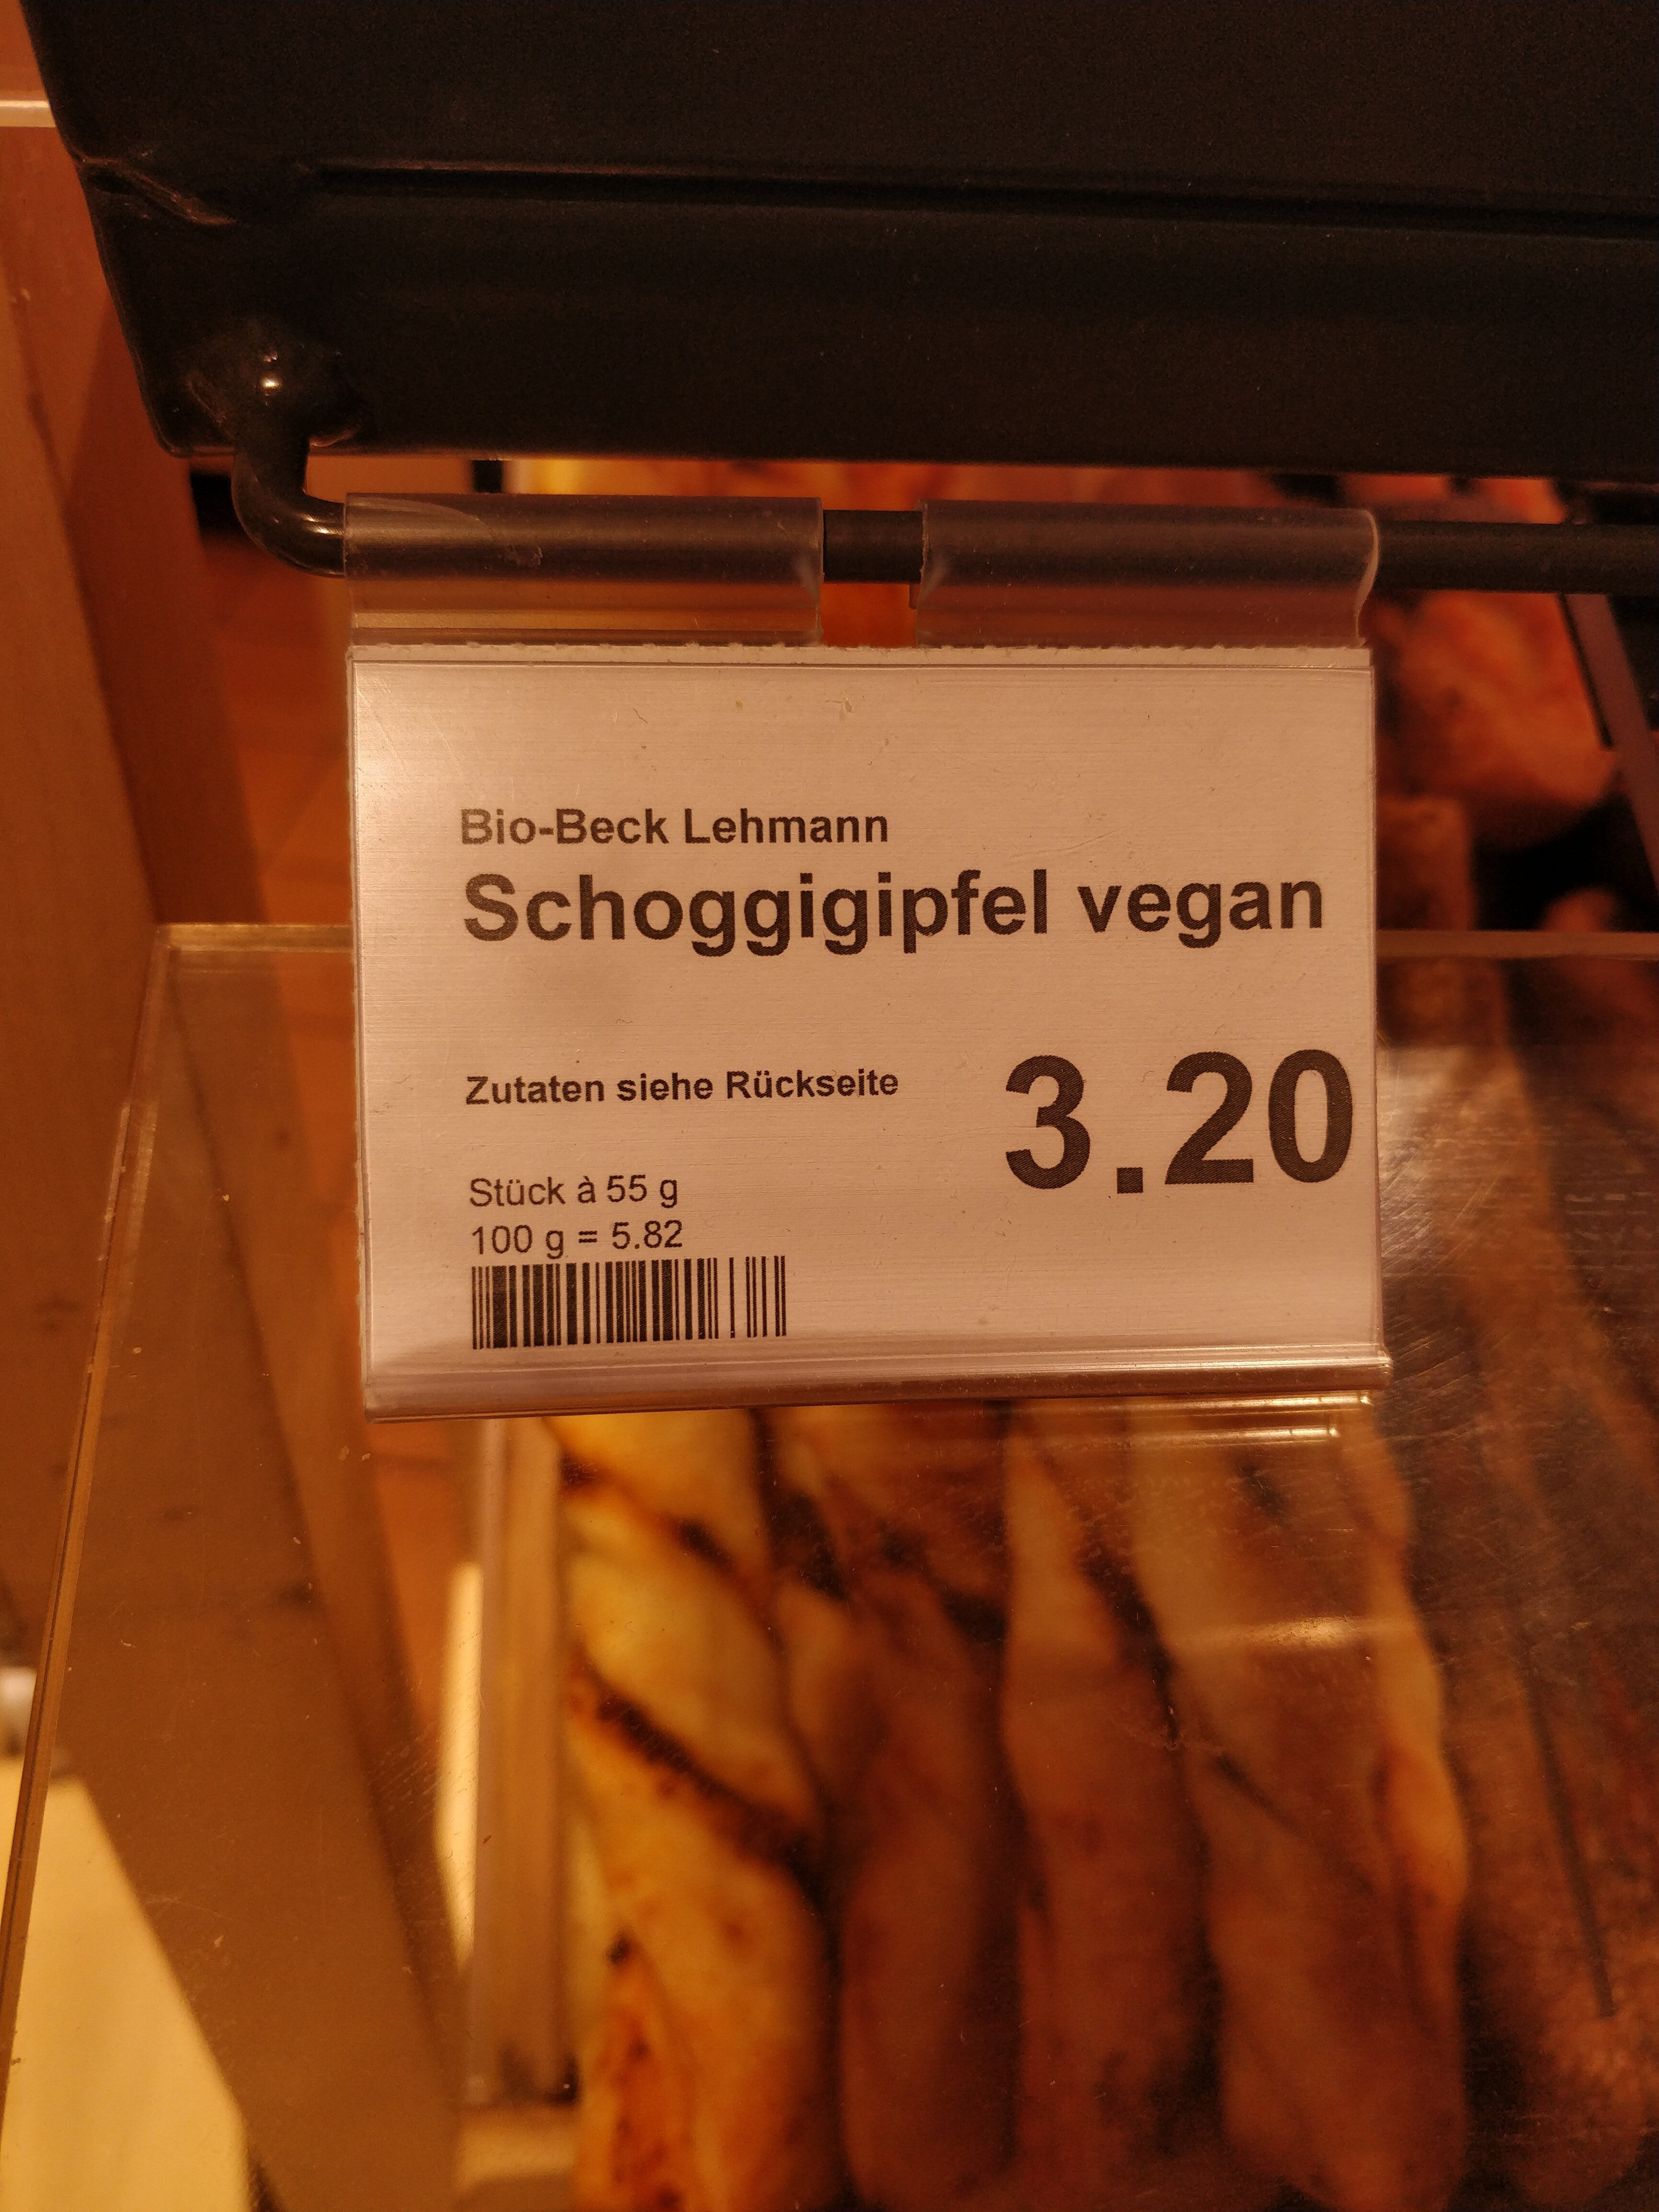 Bio-Beck Lehmann
Schoggigipfel vegan
Zutaten siehe Rückseite
3.20
Stück à 55 g
100 g = 5.82